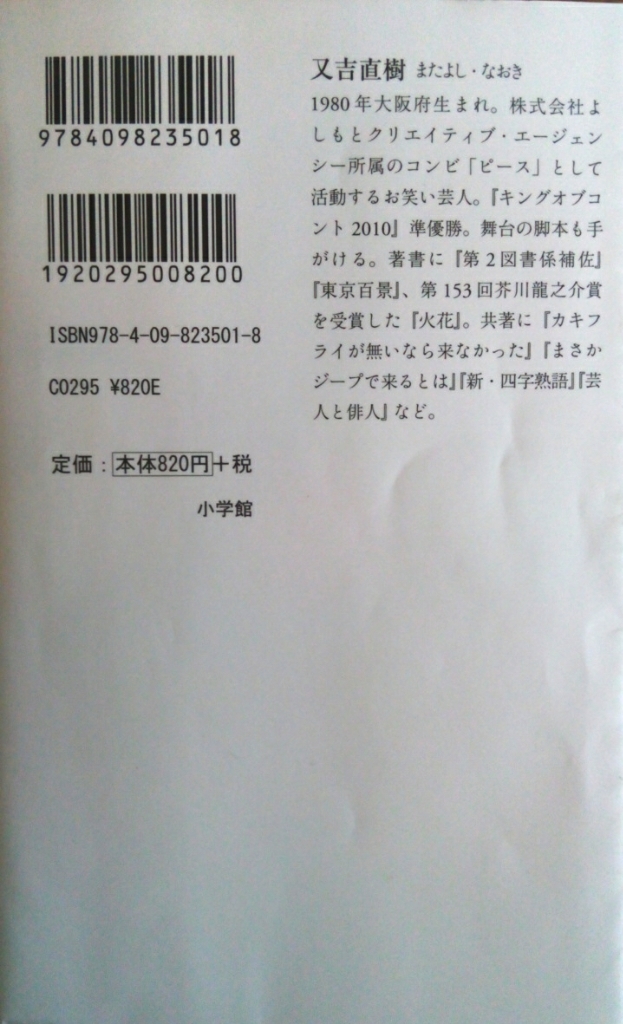 9784098235018
1920295008200
ISBN978-4-09-823501-8
C0295 ¥820E
定価：本体820円+税
小学館
又吉直樹 またよし・なおき
1980年大阪府生まれ。株式会社よ
しもとクリエイティブ・エージェン
シー所属のコンビ「ピース」として
活動するお笑い芸人。『キングオブコ
ント2010』準優勝。舞台の脚本も手
がける。著書に『第2図書係補佐』
『東京百景』、第153回芥川龍之介賞
を受賞した『火花』。共著に『カキフ
ライが無いなら来なかった』『まさか
ジープで来るとは』『新・四字熟語』『芸
人と俳人』など。